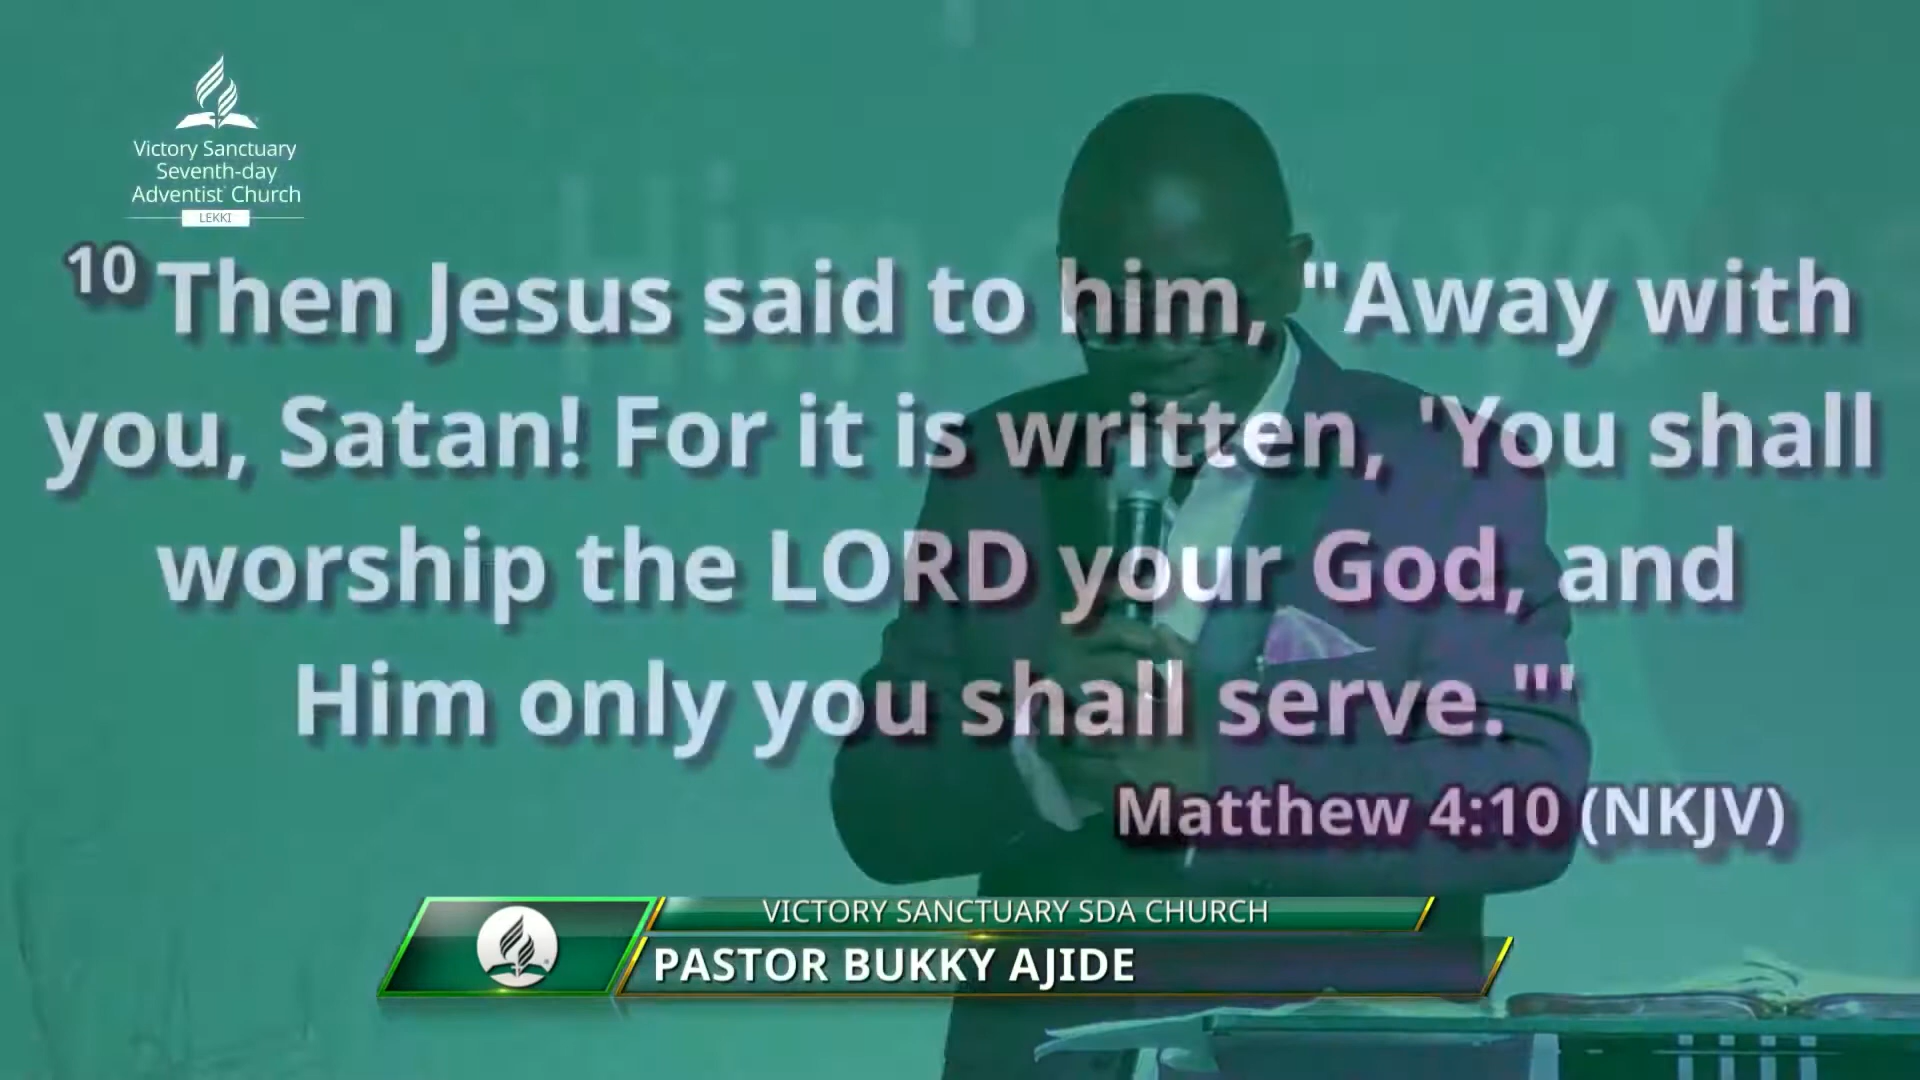 Victory Sanctuary
Seventh-day
Adventist Church
LEKKI
10 Then Jesus said to him, "Away with
you, Satan! For it is written, 'You shall
worship the LORD your God, and
Him only you shall serve."'
Matthew 4:10 (NKJV)
VICTORY SANCTUARY SDA CHURCH
PASTOR BUKKY AJIDE